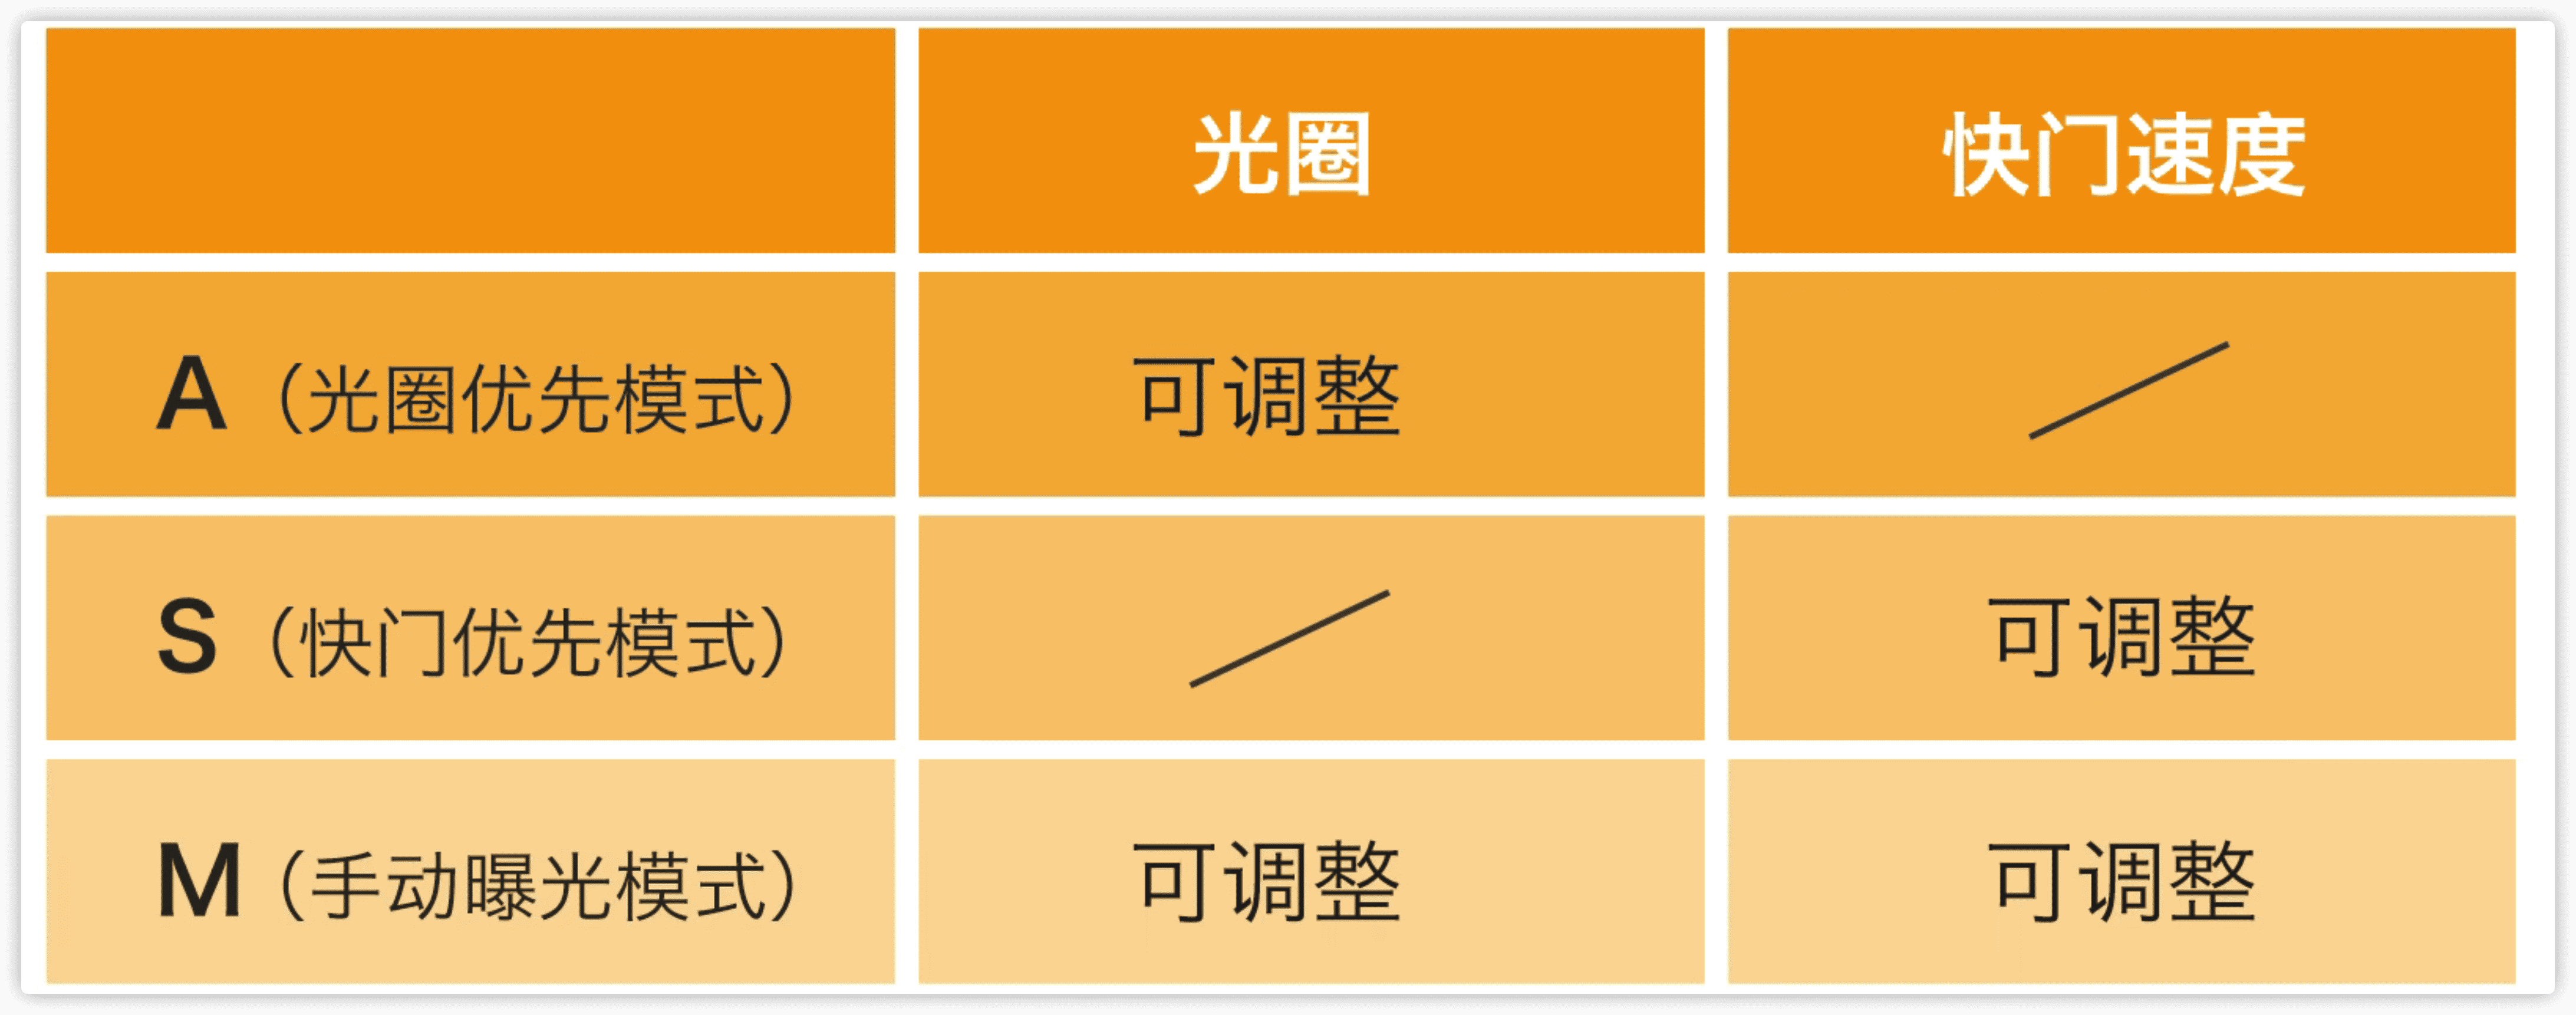 光圈 快门速度
A（光圈优先模式） 可调整 /
S（快门优先模式） / 可调整
M（手动曝光模式） 可调整 可调整